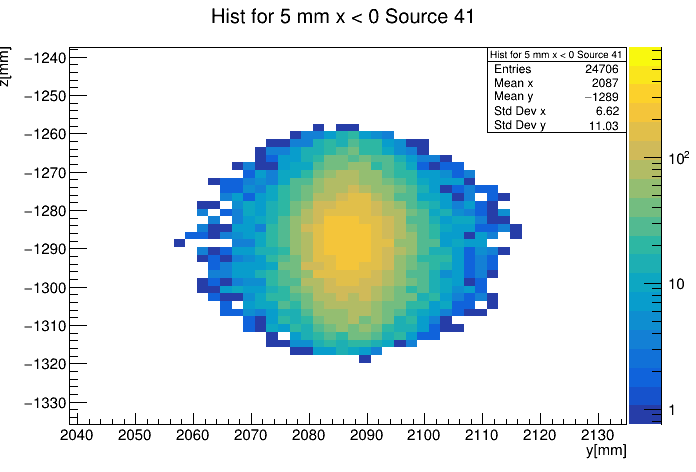 Hist for 5 mm x < 0 Source 41
z[mm]
−1240
−1250
−1260
−1270
−1280
−1290
−1300
−1310
−1320
−1330
2040 2050 2060 2070 2080 2090 2100 2110 2120 2130
y[mm]
Hist for 5 mm x < 0 Source 41
Entries 24706
Mean x 2087
Mean y −1289
Std Dev x 6.62
Std Dev y 11.03
10²
10
1